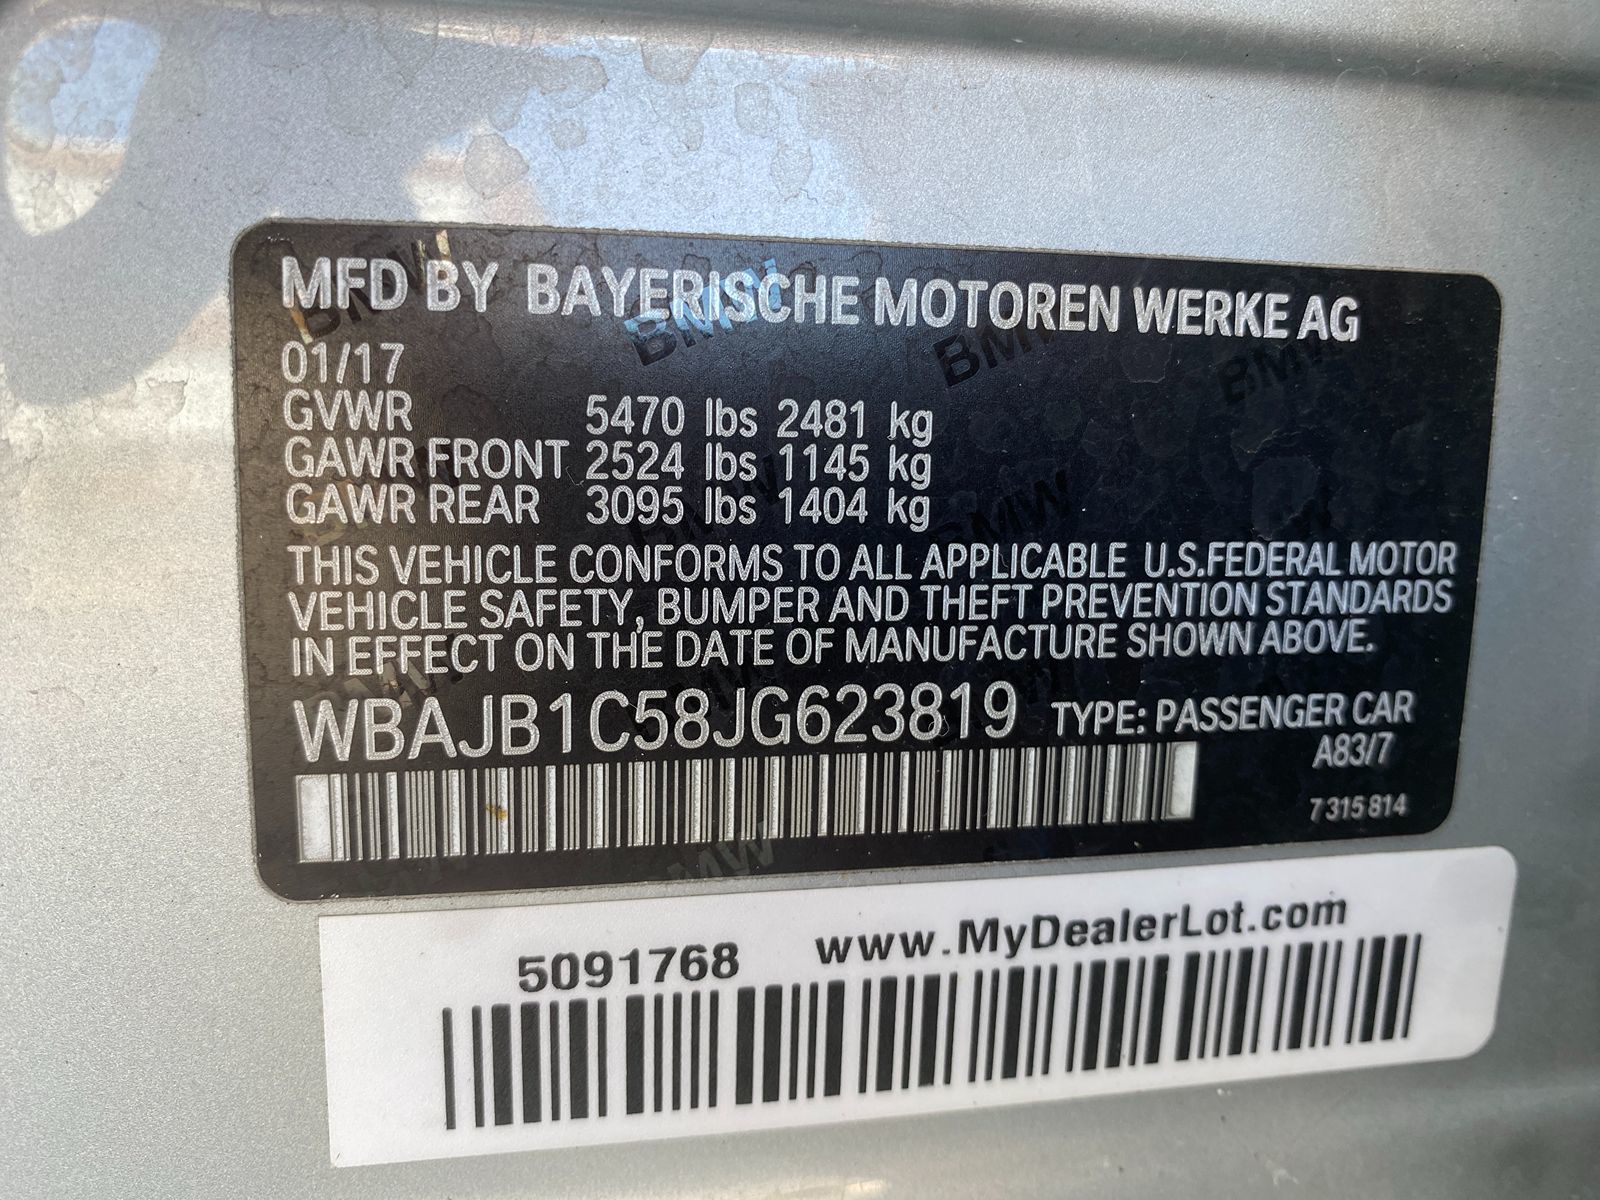 MFD BY BAYERISCHE MOTOREN WERKE AG
01/17
GVWR 5470 lbs 2481 kg
GAWR FRONT 2524 lbs 1145 kg
GAWR REAR 3095 lbs 1404 kg
THIS VEHICLE CONFORMS TO ALL APPLICABLE U.S.FEDERAL MOTOR
VEHICLE SAFETY, BUMPER AND THEFT PREVENTION STANDARDS
IN EFFECT ON THE DATE OF MANUFACTURE SHOWN ABOVE.
WBAJB1C58JG623819 TYPE: PASSENGER CAR
A83/7
7 315 814
5091768 www.MyDealerLot.com